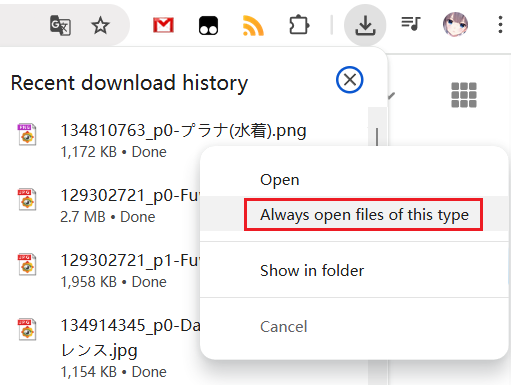 Recent download history
134810763_p0-プラナ(水着).png
1,172 KB • Done
129302721_p0-Fu
2.7 MB • Done
129302721_p1-Fu
1,958 KB • Done
134914345_p0-Da
レンス.jpg
1,154 KB • Done
Open
Always open files of this type
Show in folder
Cancel